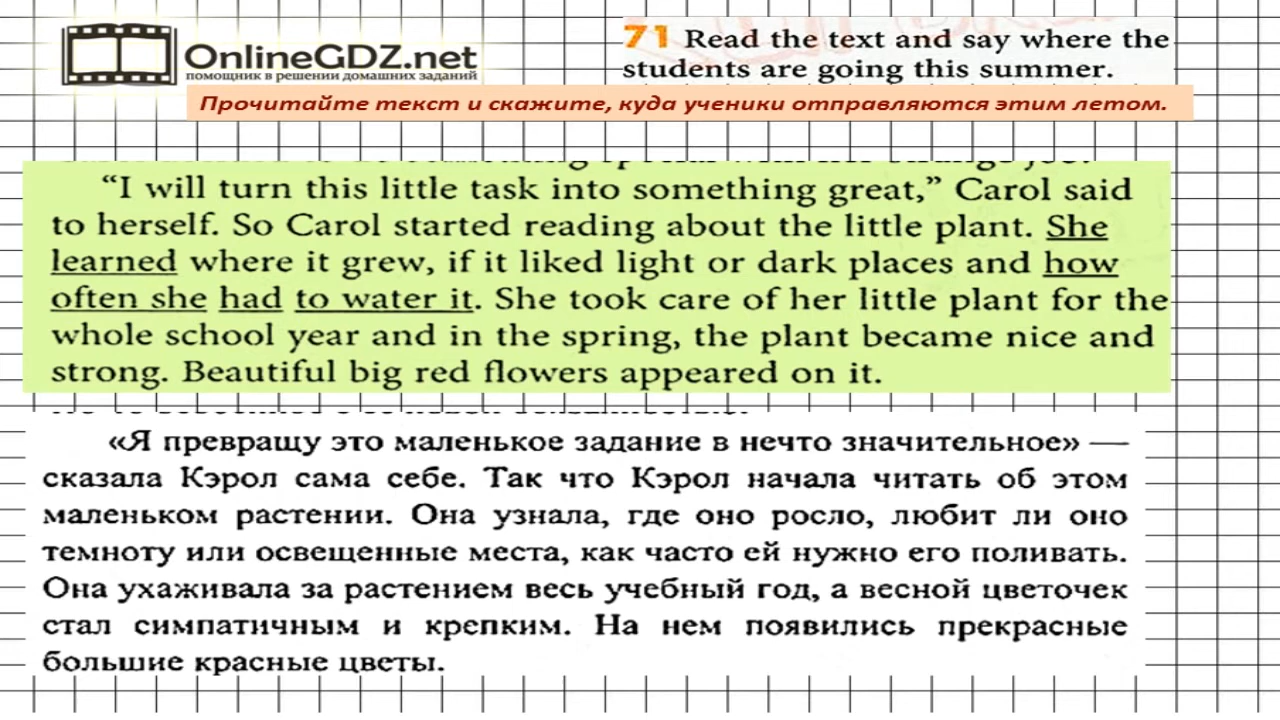 OnlineGDZ.net
помощник в решении домашних заданий
71 Read the text and say where the
students are going this summer.
Прочитайте текст и скажите, куда ученики отправляются этим летом.
“I will turn this little task into something great,” Carol said
to herself. So Carol started reading about the little plant. She
learned where it grew, if it liked light or dark places and how
often she had to water it. She took care of her little plant for the
whole school year and in the spring, the plant became nice and
strong. Beautiful big red flowers appeared on it.
«Я превращу это маленькое задание в нечто значительное» —
сказала Кэрол сама себе. Так что Кэрол начала читать об этом
маленьком растении. Она узнала, где оно росло, любит ли оно
темноту или освещенные места, как часто ей нужно его поливать.
Она ухаживала за растением весь учебный год, а весной цветочек
стал симпатичным и крепким. На нем появились прекрасные
большие красные цветы.